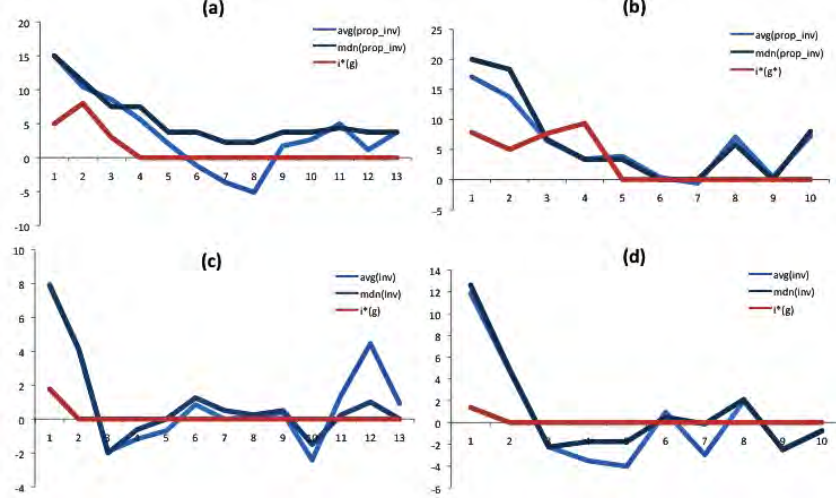 (a)
20
15
10
5
0
-5
-10
1 2 3 4 5 6 7 8 9 10 11 12 13
avg(prop_inv)
mdn(prop_inv)
i*(g)
(b)
25
20
15
10
5
0
-5
1 2 3 4 5 6 7 8 9 10
avg(prop_inv)
mdn(prop_inv)
i*(g*)
(c)
10
8
6
4
2
0
-2
-4
1 2 3 4 5 6 7 8 9 10 11 12 13
avg(inv)
mdn(inv)
i*(g)
(d)
14
12
10
8
6
4
2
0
-2
-4
-6
1 2 3 4 5 6 7 8 9 10
avg(inv)
mdn(inv)
i*(g)